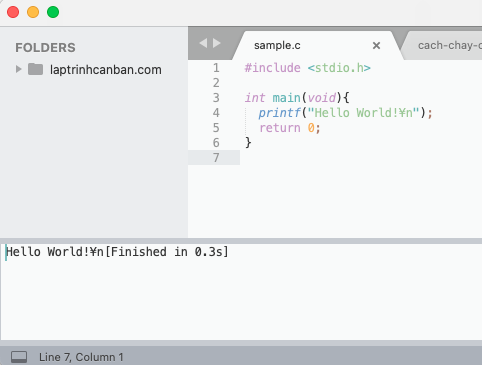 FOLDERS
laptrinhcanban.com
sample.c
cach-chay-c
1 #include <stdio.h>
2
3 int main(void){
4 printf("Hello World!¥n");
5 return 0;
6 }
7
Hello World!¥n[Finished in 0.3s]
Line 7, Column 1